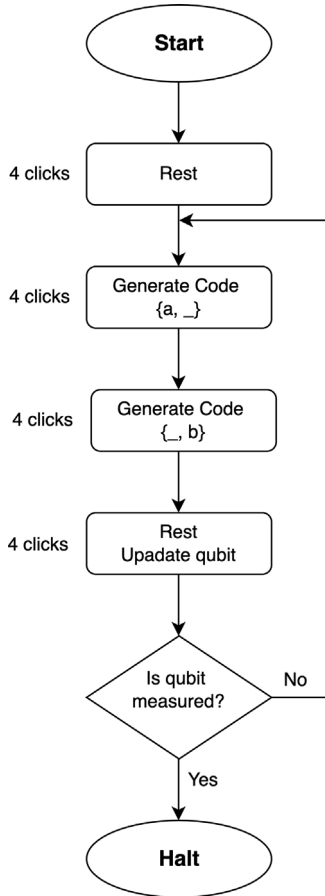 Start
4 clicks
Rest
4 clicks
Generate Code
{a, _}
4 clicks
Generate Code
{_, b}
4 clicks
Rest
Upadate qubit
Is qubit
measured?
No
Yes
Halt